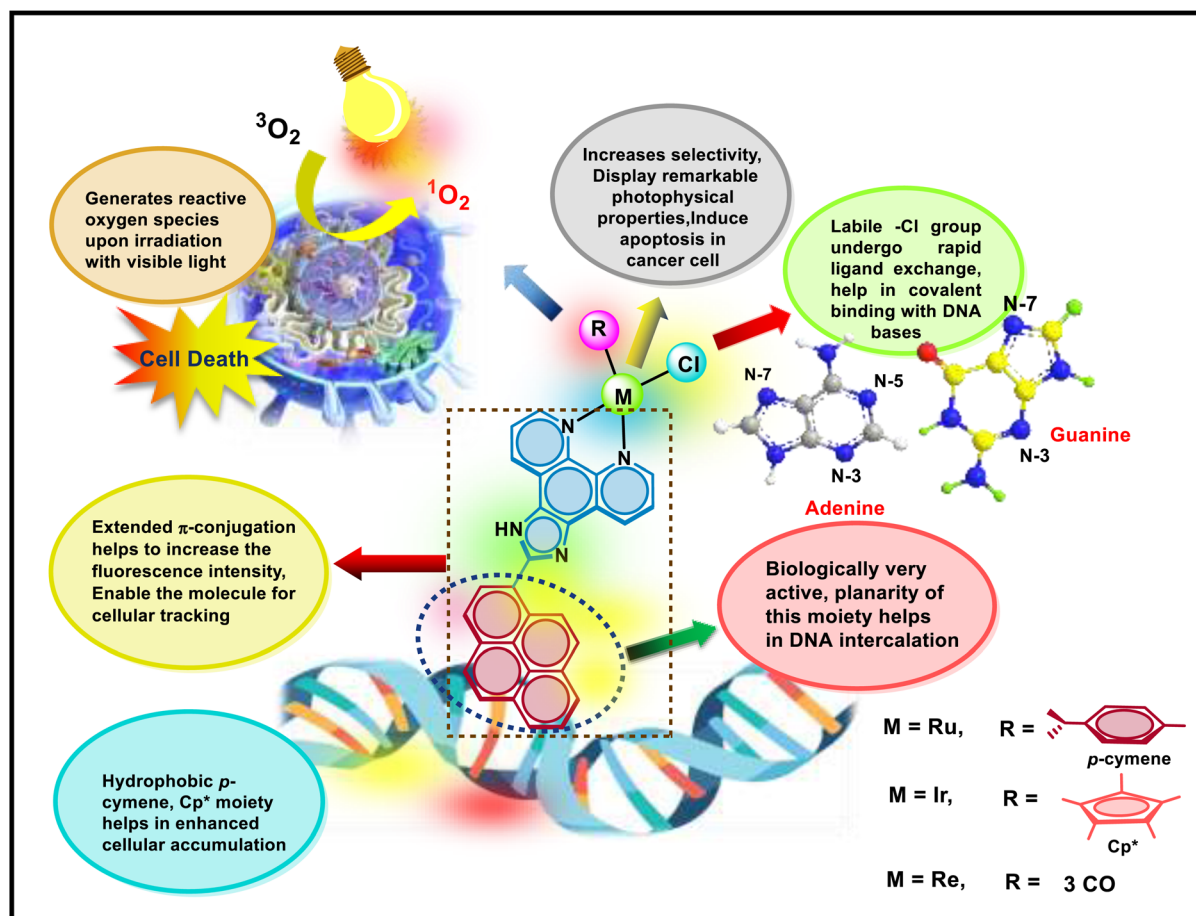 ³O₂
¹O₂
Generates reactive
oxygen species
upon irradiation
with visible light
Cell Death
Increases selectivity,
Display remarkable
photophysical
properties,Induce
apoptosis in
cancer cell
Labile -Cl group
undergo rapid
ligand exchange,
help in covalent
binding with DNA
bases
R
Cl
M
N
N
HN
N
N-7
N-5
N-3
Adenine
N-7
Guanine
N-3
Extended π-conjugation
helps to increase the
fluorescence intensity,
Enable the molecule for
cellular tracking
Biologically very
active, planarity of
this moiety helps
in DNA intercalation
Hydrophobic p-
cymene, Cp* moiety
helps in enhanced
cellular accumulation
M = Ru, R =
p-cymene
M = Ir, R =
Cp*
M = Re, R = 3 CO